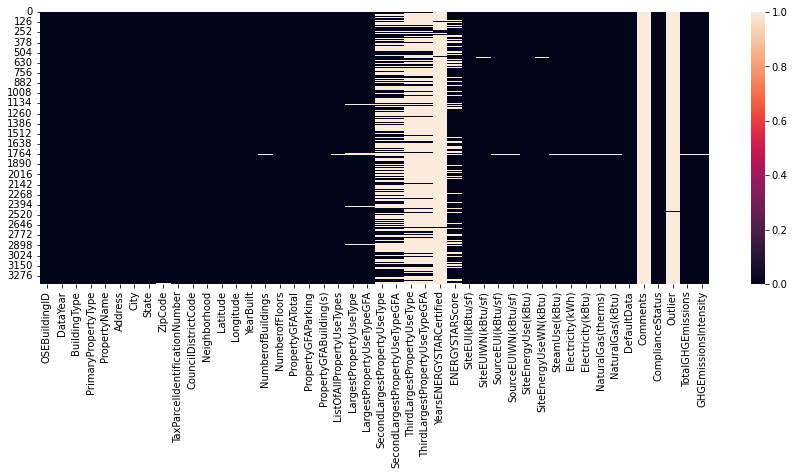 0
126
252
378
504
630
756
882
1008
1134
1260
1386
1512
1638
1764
1890
2016
2142
2268
2394
2520
2646
2772
2898
3024
3150
3276
OSEBuildingID
DataYear
BuildingType
PrimaryPropertyType
PropertyName
Address
City
State
ZipCode
TaxParcelIdentificationNumber
CouncilDistrictCode
Neighborhood
Latitude
Longitude
YearBuilt
NumberofBuildings
NumberofFloors
PropertyGFATotal
PropertyGFAParking
PropertyGFABuilding(s)
ListOfAllPropertyUseTypes
LargestPropertyUseType
LargestPropertyUseTypeGFA
SecondLargestPropertyUseType
SecondLargestPropertyUseTypeGFA
ThirdLargestPropertyUseType
ThirdLargestPropertyUseTypeGFA
YearsENERGYSTARCertified
ENERGYSTARScore
SiteEUI(kBtu/sf)
SiteEUIWN(kBtu/sf)
SourceEUI(kBtu/sf)
SourceEUIWN(kBtu/sf)
SiteEnergyUse(kBtu)
SiteEnergyUseWN(kBtu)
SteamUse(kBtu)
Electricity(kWh)
Electricity(kBtu)
NaturalGas(therms)
NaturalGas(kBtu)
DefaultData
Comments
ComplianceStatus
Outlier
TotalGHGEmissions
GHGEmissionsIntensity
1.0
0.8
0.6
0.4
0.2
0.0